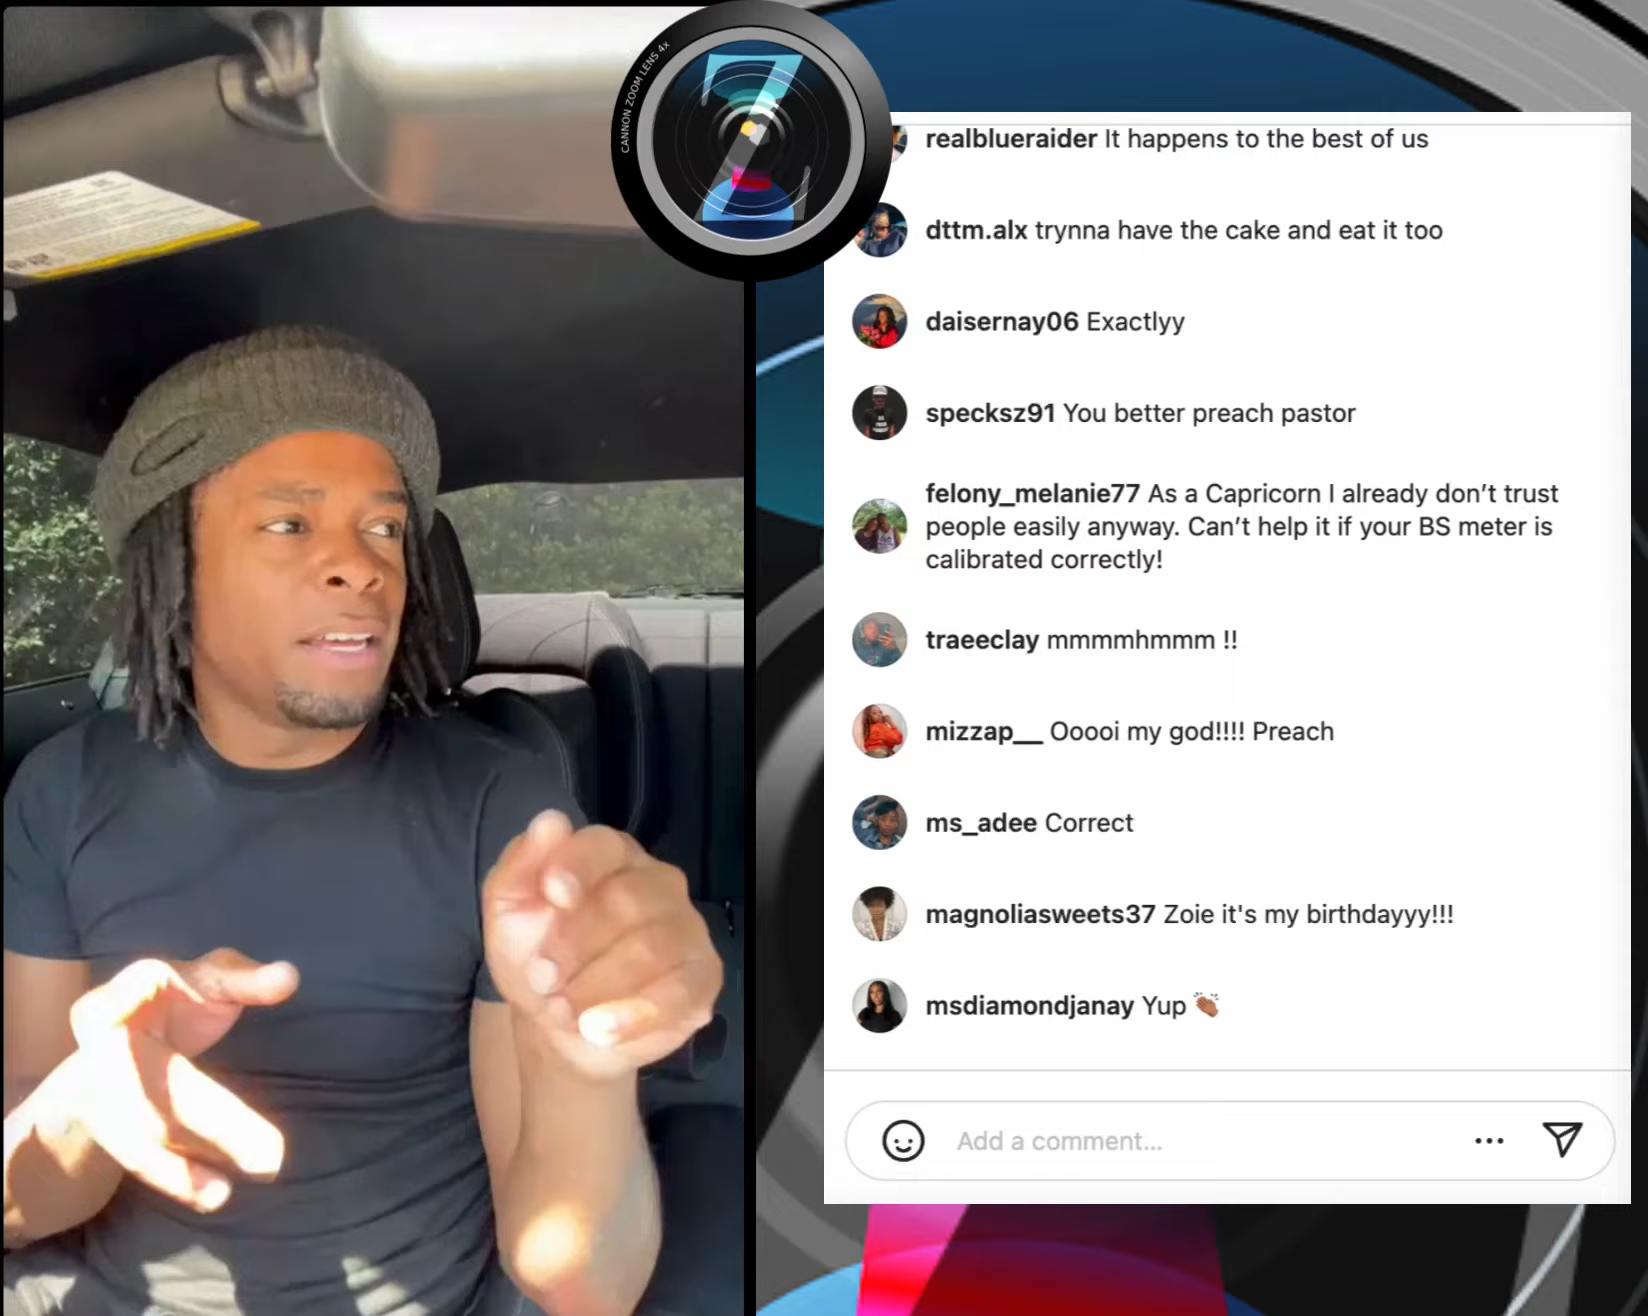 CANNON ZOOM LENS 4x
Z
realblueraider It happens to the best of us
dttm.alx trynna have the cake and eat it too
daisernay06 Exactlyy
specksz91 You better preach pastor
felony_melanie77 As a Capricorn I already don’t trust
people easily anyway. Can’t help it if your BS meter is
calibrated correctly!
traeeclay mmmmhmmm !!
mizzap__ Ooooi my god!!!! Preach
ms_adee Correct
magnoliasweets37 Zoie it's my birthdayyy!!!
msdiamondjanay Yup 👏🏾
Add a comment...